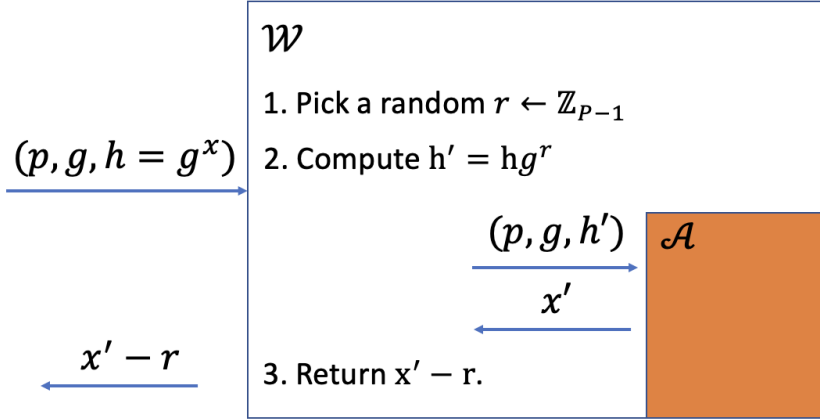 𝒲
1. Pick a random r ← ℤ_{P−1}
(p, g, h = g^x)
2. Compute h′ = hg^r
(p, g, h′)
𝒜
x′
x′ − r
3. Return x′ − r.